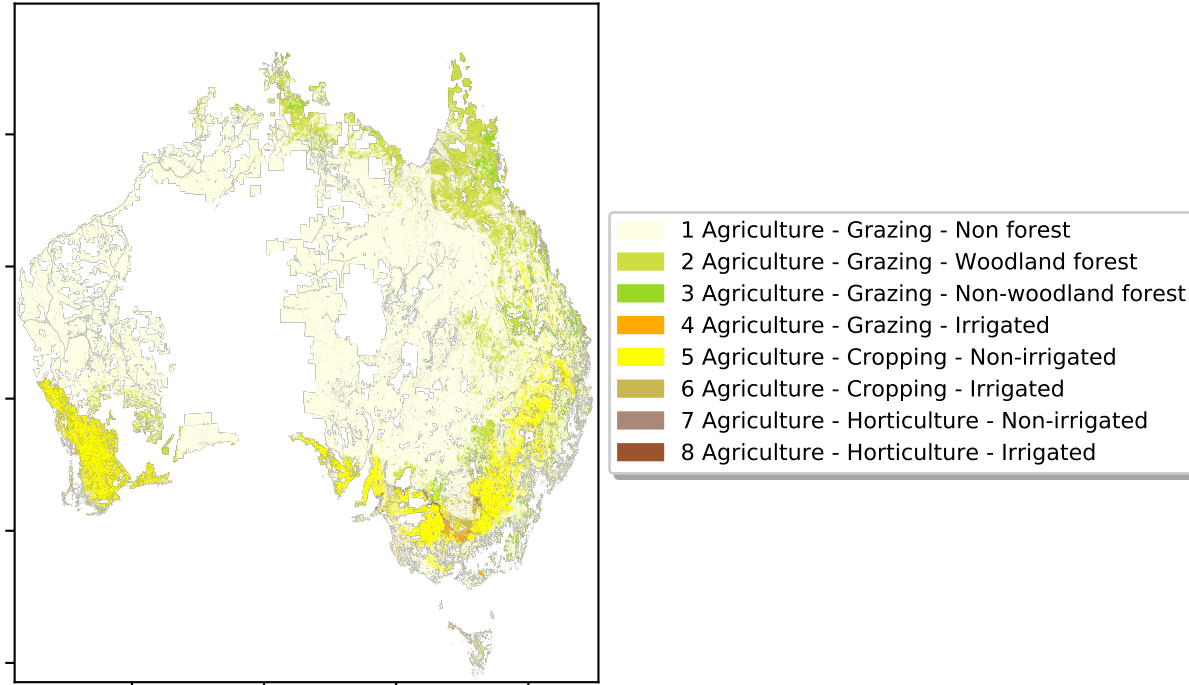 1 Agriculture - Grazing - Non forest
2 Agriculture - Grazing - Woodland forest
3 Agriculture - Grazing - Non-woodland forest
4 Agriculture - Grazing - Irrigated
5 Agriculture - Cropping - Non-irrigated
6 Agriculture - Cropping - Irrigated
7 Agriculture - Horticulture - Non-irrigated
8 Agriculture - Horticulture - Irrigated